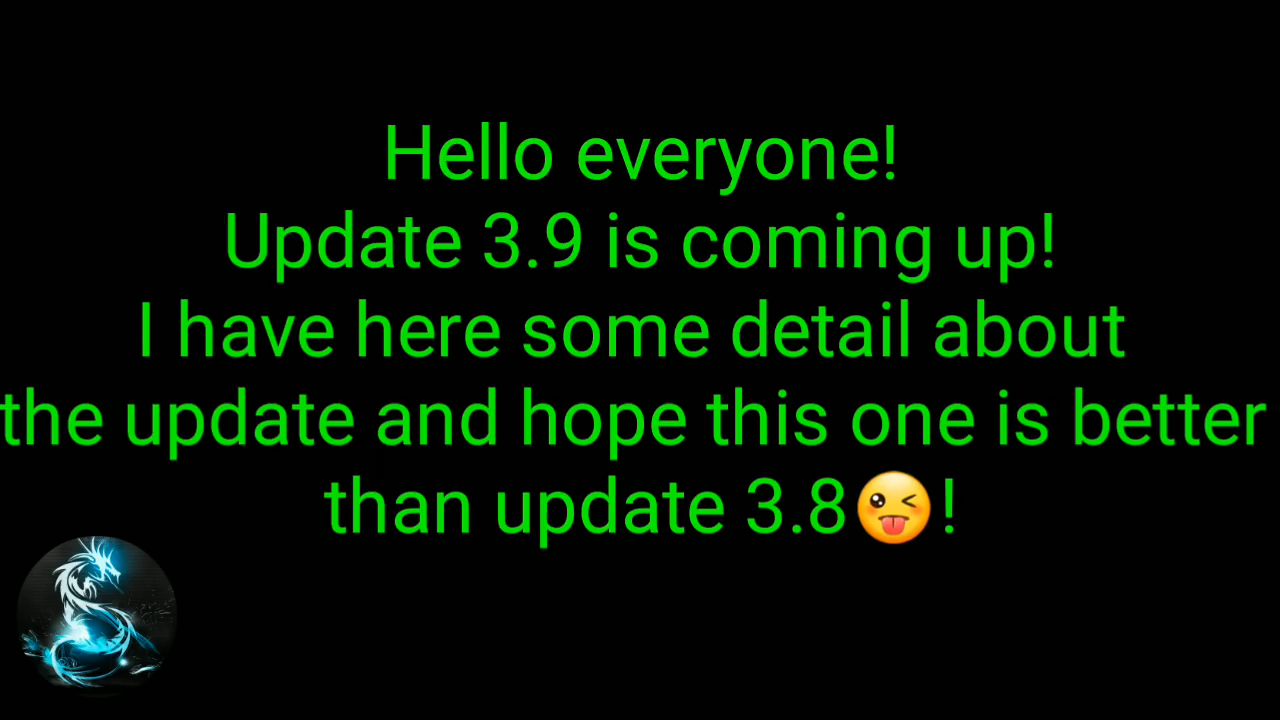 Hello everyone!
Update 3.9 is coming up!
I have here some detail about
the update and hope this one is better
than update 3.8😜!